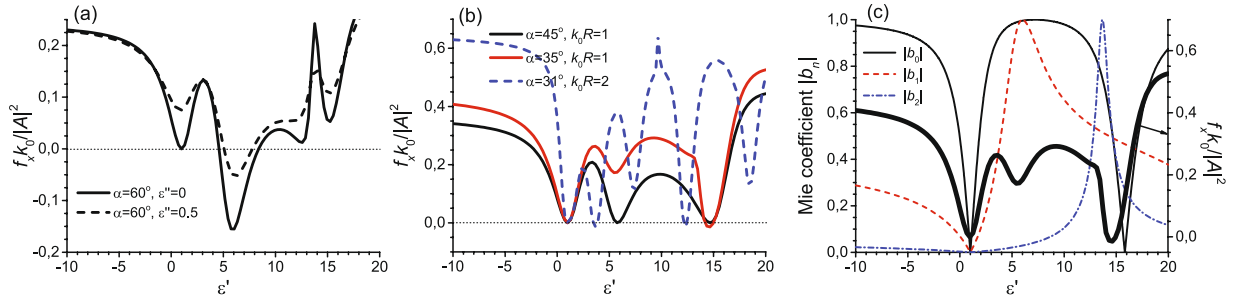 (a)
0,2
0,1
0,0
-0,1
-0,2
f_x k_0/|A|^2
α=60°, ε''=0
α=60°, ε''=0.5
-10 -5 0 5 10 15 20
ε'
(b)
0,6
0,4
0,2
0,0
f_x k_0/|A|^2
α=45°, k_0R=1
α=35°, k_0R=1
α=31°, k_0R=2
-10 -5 0 5 10 15 20
ε'
(c)
1,0
0,8
0,6
0,4
0,2
0,0
Mie coefficient |b_n|
|b_0|
|b_1|
|b_2|
0,6
0,4
0,2
0,0
f_x k_0/|A|^2
-10 -5 0 5 10 15 20
ε'